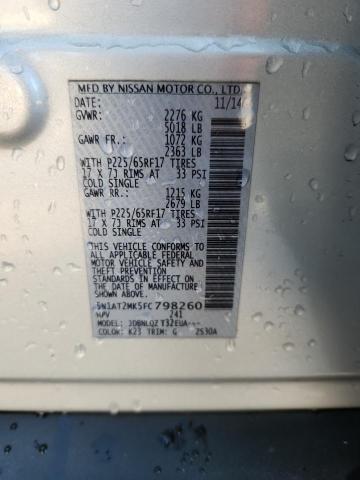 MFD BY NISSAN MOTOR CO., LTD.
DATE: 11/14
GVWR: 2276 KG
5018 LB
GAWR FR.: 1072 KG
2363 LB
WITH P225/65RF17 TIRES
17 X 7J RIMS AT 33 PSI
COLD SINGLE
GAWR RR.: 1215 KG
2679 LB
WITH P225/65RF17 TIRES
17 X 7J RIMS AT 33 PSI
COLD SINGLE
THIS VEHICLE CONFORMS TO
ALL APPLICABLE FEDERAL
MOTOR VEHICLE
SAFETY AND THEFT
PREVENTION
STANDARDS IN EFFECT ON
THE DATE OF MANUFACTURE
SHOWN ABOVE.
5N1AT2MK5FC798260
MPV 241
MODEL: JDBNLQZ T32EUA---
COLOR: K23 TRIM: G 2S30A